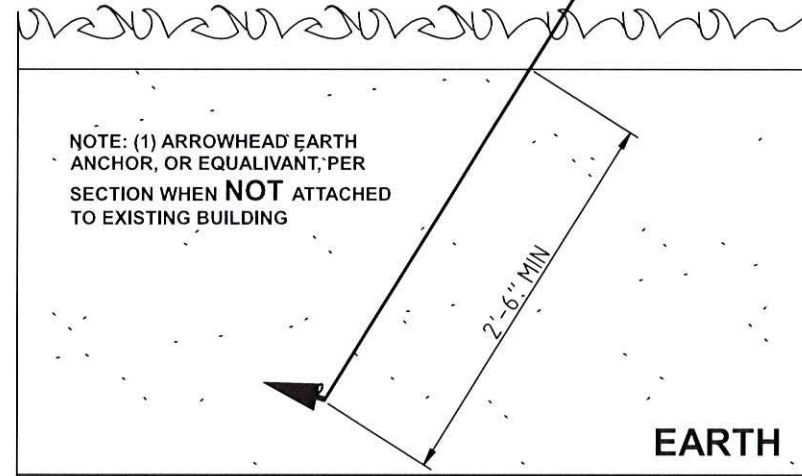 NOTE: (1) ARROWHEAD EARTH
ANCHOR, OR EQUALIVANT, PER
SECTION WHEN NOT ATTACHED
TO EXISTING BUILDING
2'-6" MIN
EARTH